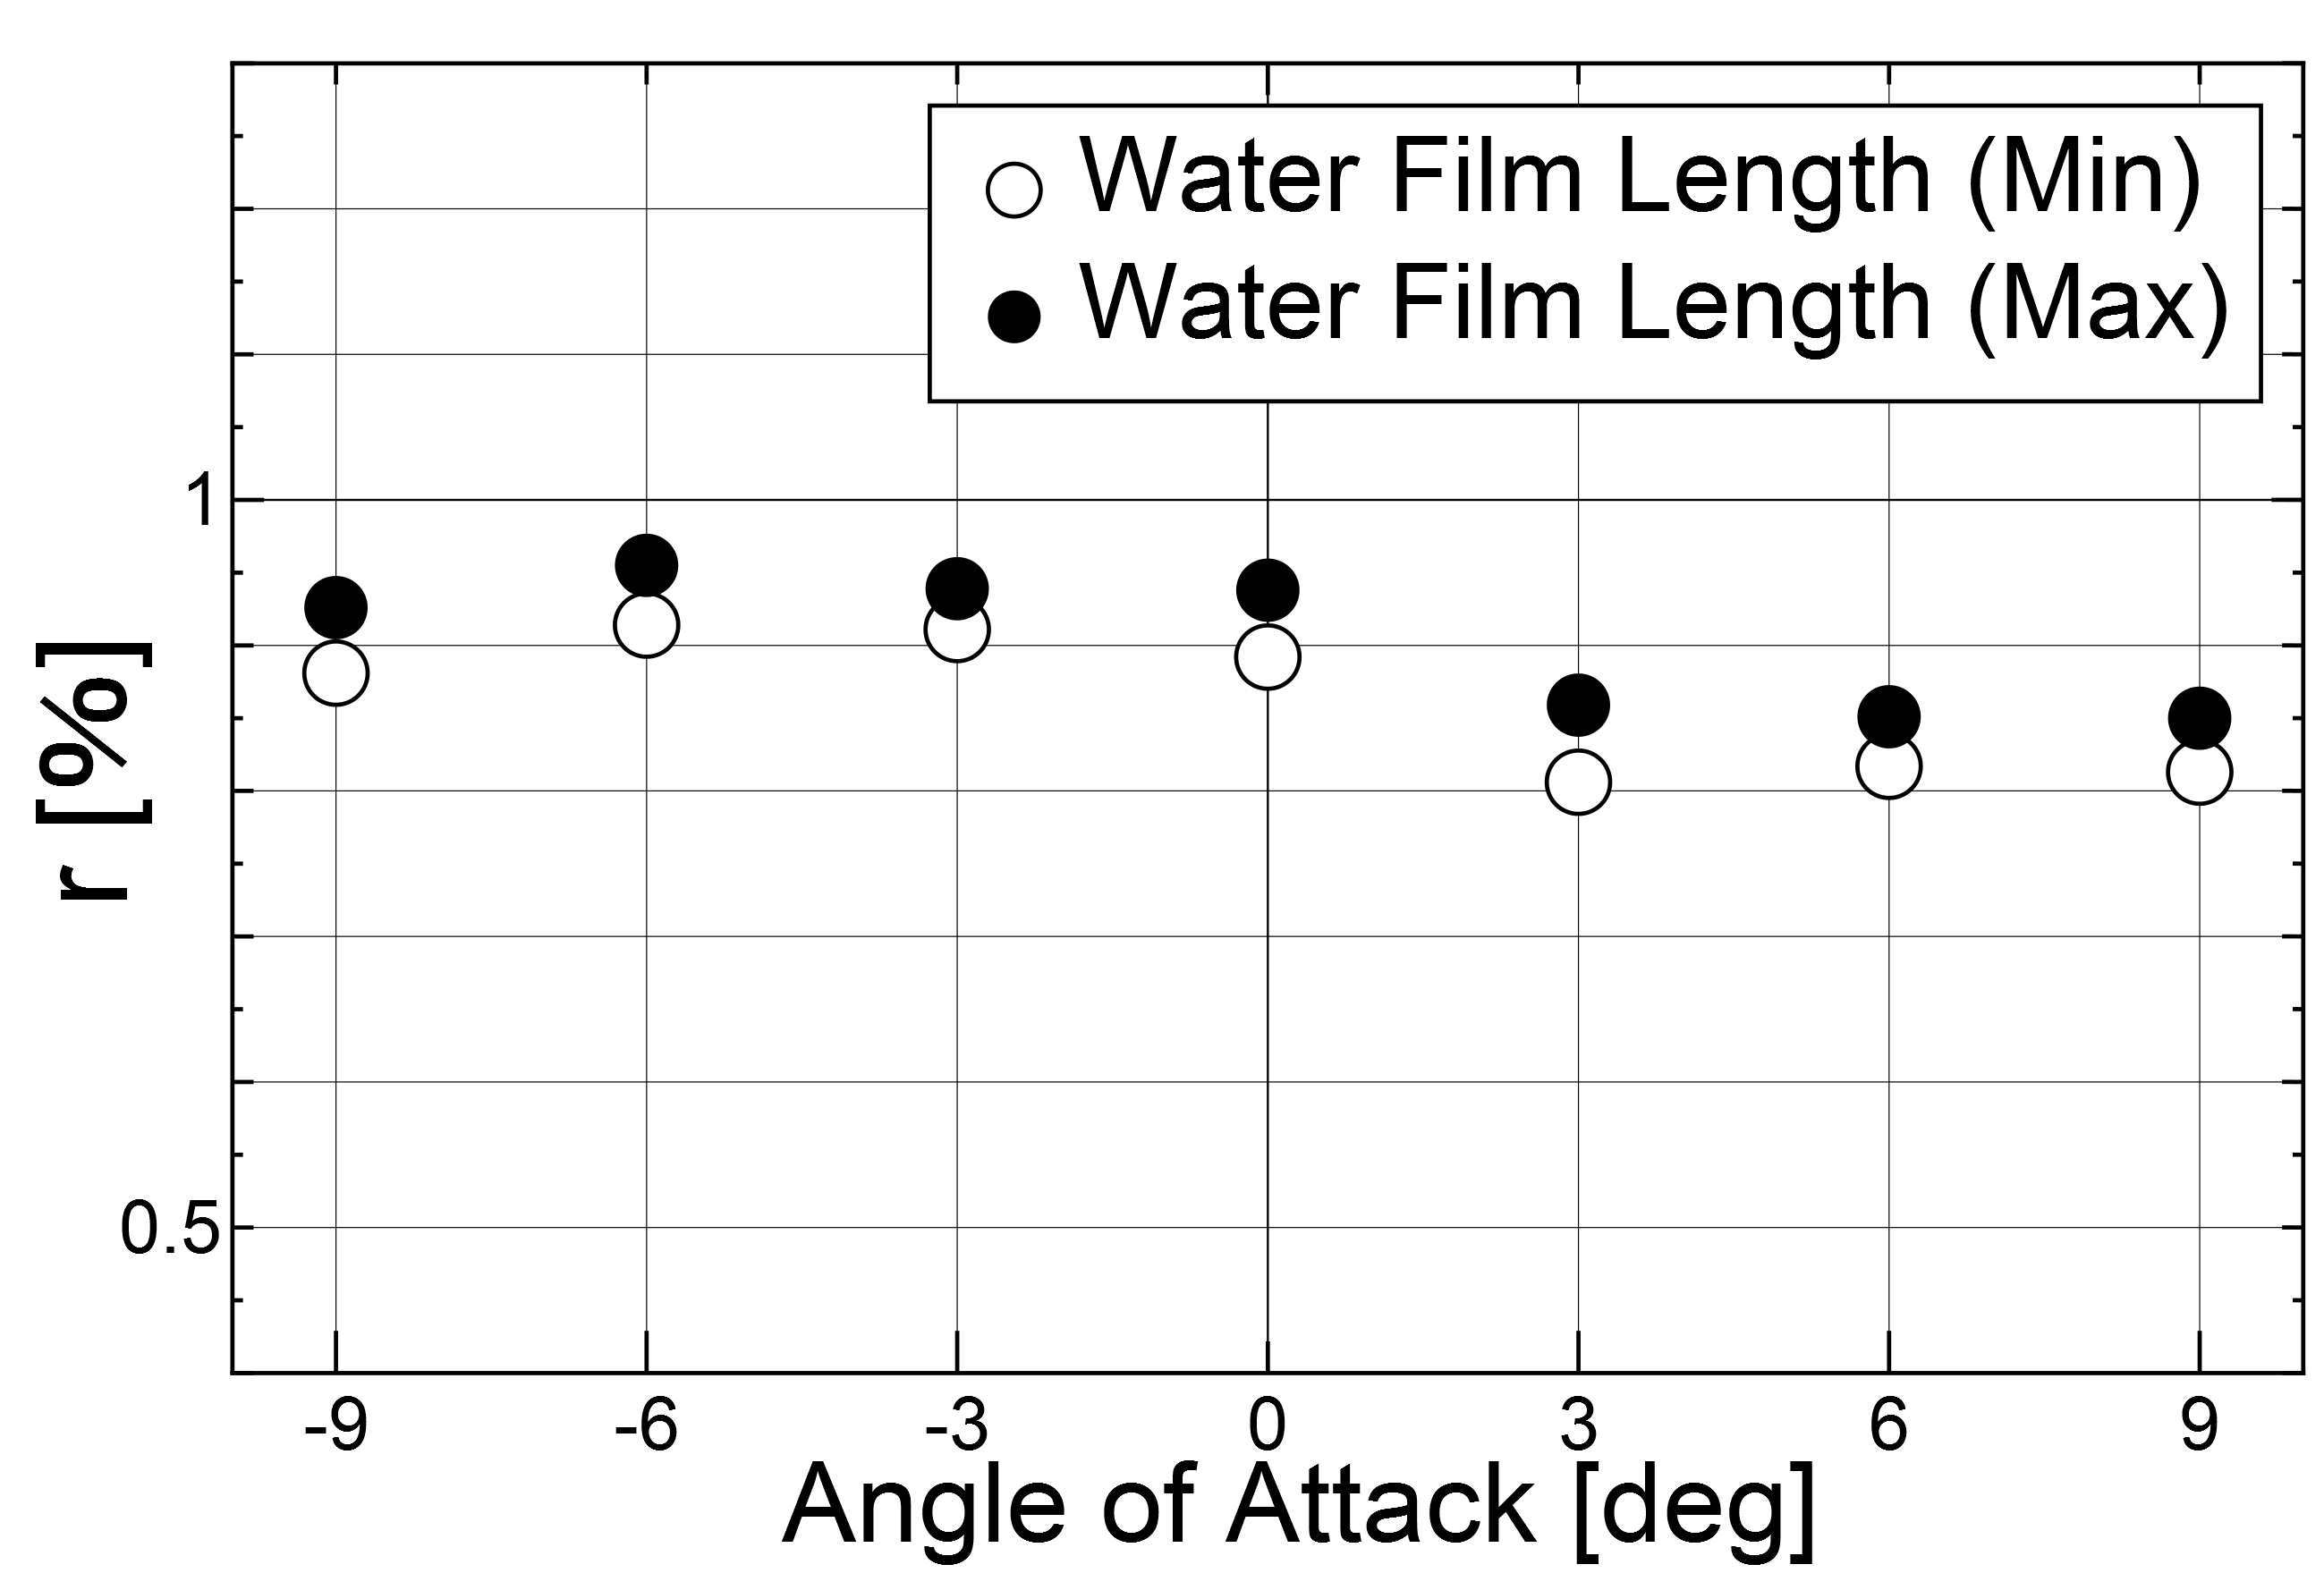 Water Film Length (Min)
Water Film Length (Max)
1
r [%]
0.5
-9 -6 -3 0 3 6 9
Angle of Attack [deg]